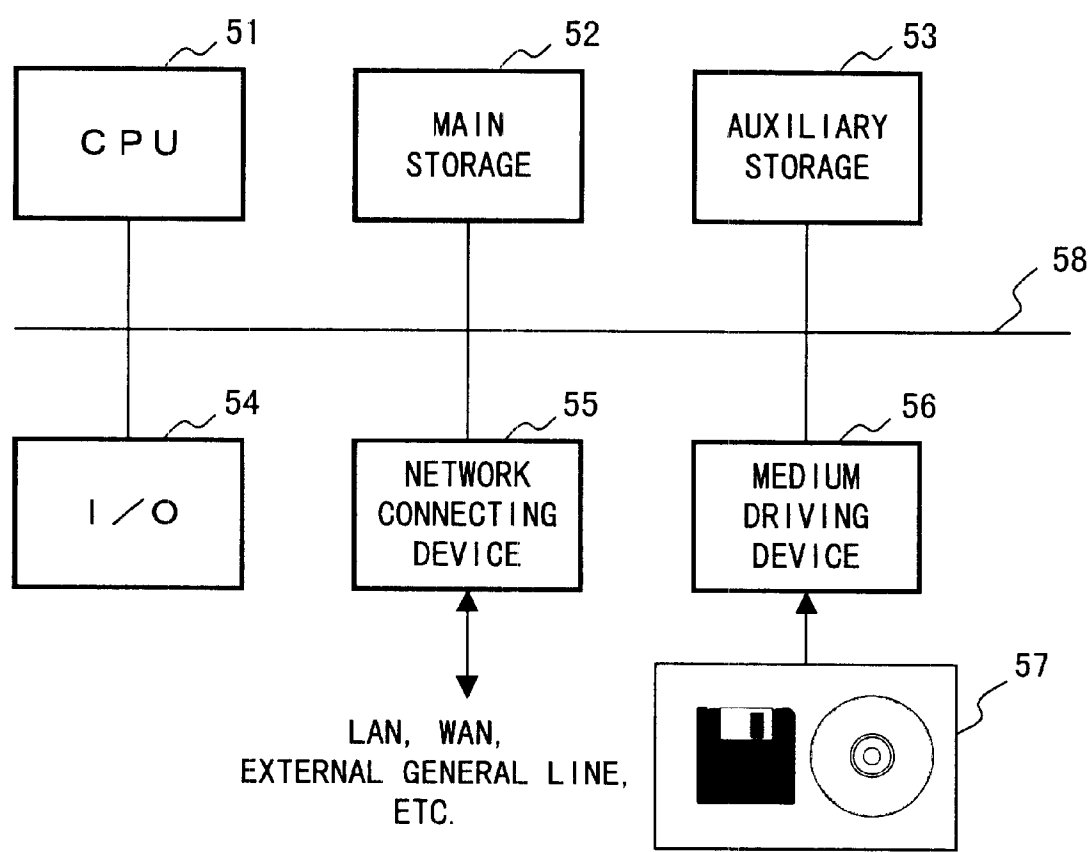 51
52
53
CPU
MAIN
STORAGE
AUXILIARY
STORAGE
58
54
55
56
I/O
NETWORK
CONNECTING
DEVICE
MEDIUM
DRIVING
DEVICE
57
LAN, WAN,
EXTERNAL GENERAL LINE,
ETC.